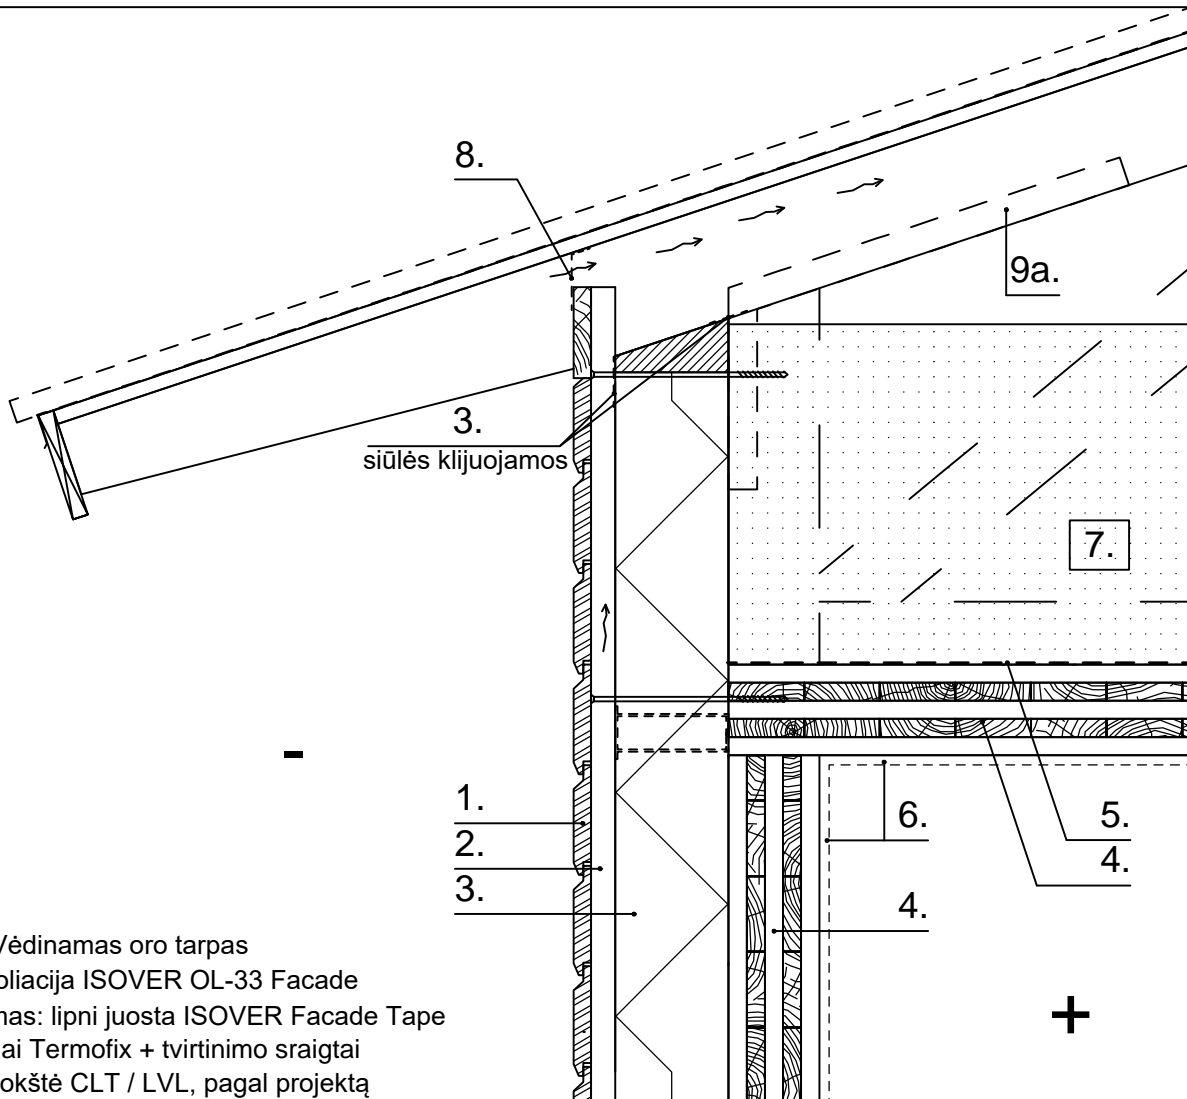 8.
9a.
3.
siūlės klijuojamos
7.
1.
2.
3.
6.
5.
4.
4.
-
+
Vėdinamas oro tarpas
oliacija ISOVER OL-33 Facade
nas: lipni juosta ISOVER Facade Tape
ai Termofix + tvirtinimo sraigtai
okštė CLT / LVL, pagal projektą